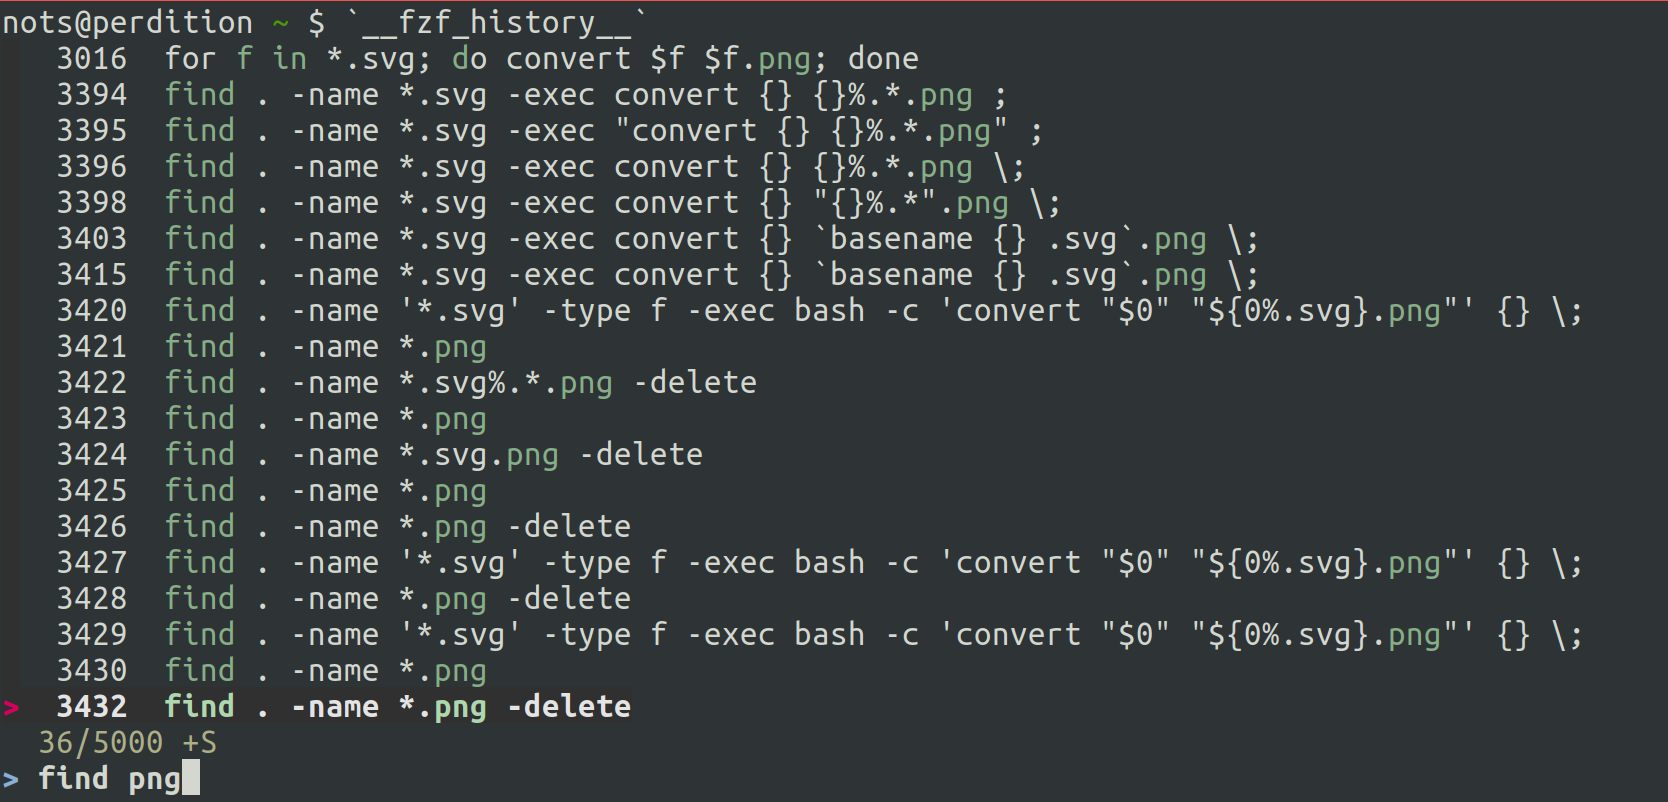 nots@perdition ~ $ `__fzf_history__`
3016 for f in *.svg; do convert $f $f.png; done
3394 find . -name *.svg -exec convert {} {}%.*.png ;
3395 find . -name *.svg -exec "convert {} {}%.*.png" ;
3396 find . -name *.svg -exec convert {} {}%.*.png \;
3398 find . -name *.svg -exec convert {} "{}%.*".png \;
3403 find . -name *.svg -exec convert {} `basename {} .svg`.png \;
3415 find . -name *.svg -exec convert {} `basename {} .svg`.png \;
3420 find . -name '*.svg' -type f -exec bash -c 'convert "$0" "${0%.svg}.png"' {} \;
3421 find . -name *.png
3422 find . -name *.svg%.*.png -delete
3423 find . -name *.png
3424 find . -name *.svg.png -delete
3425 find . -name *.png
3426 find . -name *.png -delete
3427 find . -name '*.svg' -type f -exec bash -c 'convert "$0" "${0%.svg}.png"' {} \;
3428 find . -name *.png -delete
3429 find . -name '*.svg' -type f -exec bash -c 'convert "$0" "${0%.svg}.png"' {} \;
3430 find . -name *.png
> 3432 find . -name *.png -delete
36/5000 +S
> find png